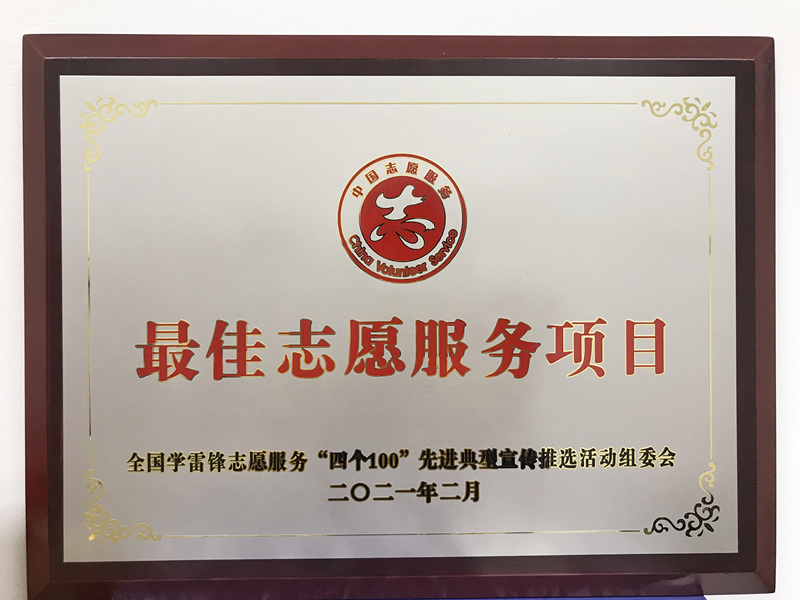 中国志愿服务
China Volunteer Service
最佳志愿服务项目
全国学雷锋志愿服务“四个100”先进典型宣传推选活动组委会
二〇二一年二月